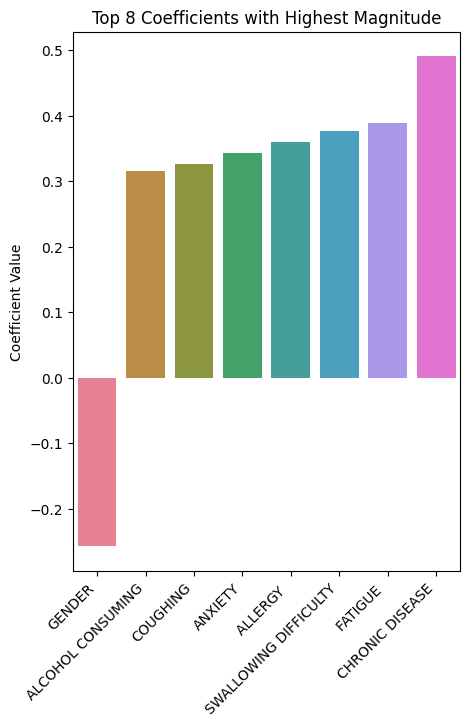 Top 8 Coefficients with Highest Magnitude
Coefficient Value
0.5
0.4
0.3
0.2
0.1
0.0
−0.1
−0.2
GENDER
ALCOHOL CONSUMING
COUGHING
ANXIETY
ALLERGY
SWALLOWING DIFFICULTY
FATIGUE
CHRONIC DISEASE